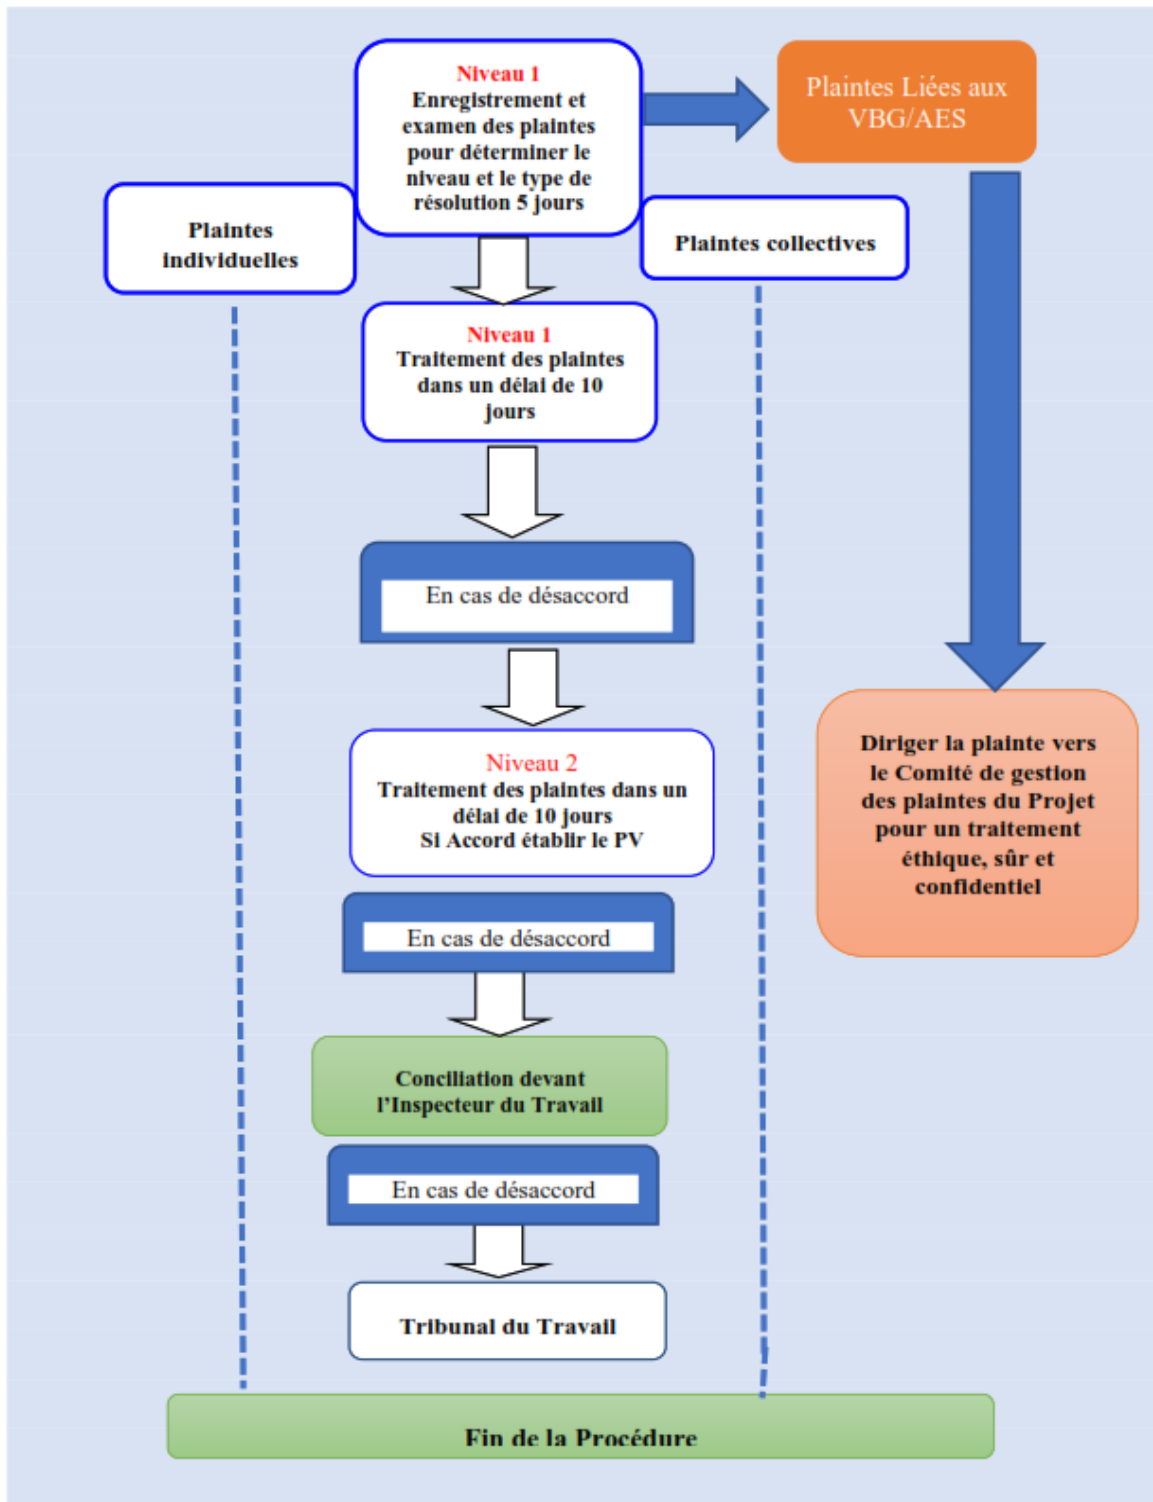 Niveau 1
Enregistrement et
examen des plaintes
pour déterminer le
niveau et le type de
résolution 5 jours
Plaintes Liées aux
VBG/AES
Plaintes
individuelles
Plaintes collectives
Niveau 1
Traitement des plaintes
dans un délai de 10
jours
En cas de désaccord
Niveau 2
Traitement des plaintes dans un
délai de 10 jours
Si Accord établir le PV
Diriger la plainte vers
le Comité de gestion
des plaintes du Projet
pour un traitement
éthique, sûr et
confidentiel
En cas de désaccord
Conciliation devant
l’Inspecteur du Travail
En cas de désaccord
Tribunal du Travail
Fin de la Procédure